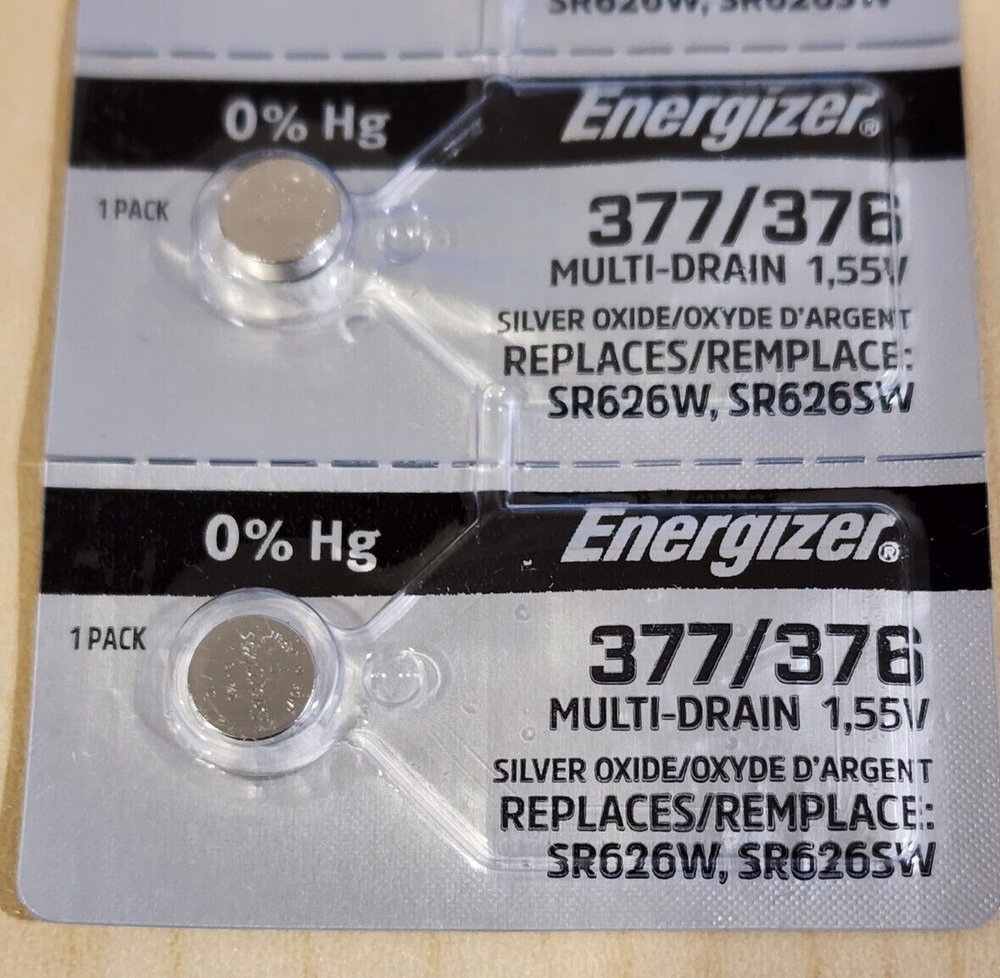 SR626W, SR626SW
0% Hg
Energizer®
1 PACK
377/376
MULTI-DRAIN 1,55V
SILVER OXIDE/OXYDE D'ARGENT
REPLACES/REMPLACE:
SR626W, SR626SW
0% Hg
Energizer®
1 PACK
377/376
MULTI-DRAIN 1,55V
SILVER OXIDE/OXYDE D'ARGENT
REPLACES/REMPLACE:
SR626W, SR626SW